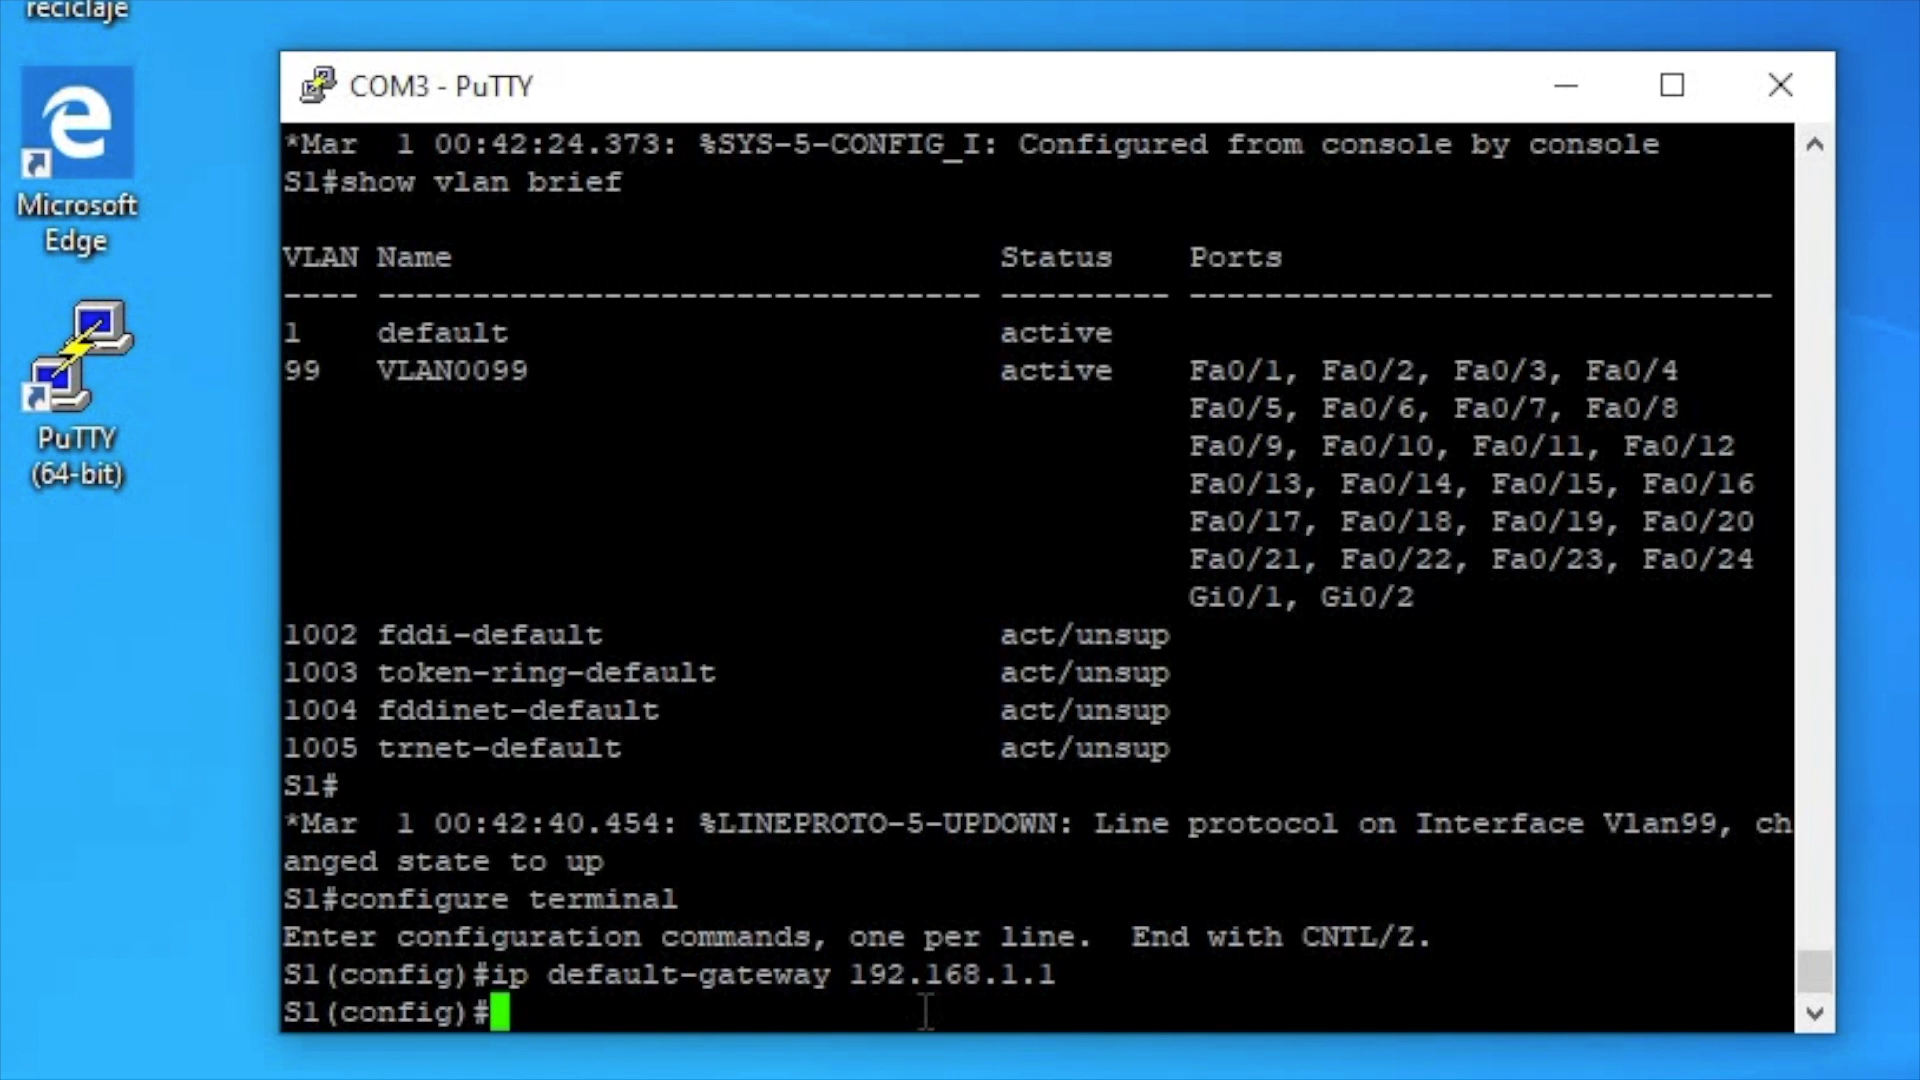 reciclaje
Microsoft
Edge
PuTTY
(64-bit)
COM3 - PuTTY
*Mar  1 00:42:24.373: %SYS-5-CONFIG_I: Configured from console by console
S1#show vlan brief
VLAN Name                             Status    Ports
---- -------------------------------- --------- -------------------------------
1    default                          active
99   VLAN0099                         active    Fa0/1, Fa0/2, Fa0/3, Fa0/4
                                                Fa0/5, Fa0/6, Fa0/7, Fa0/8
                                                Fa0/9, Fa0/10, Fa0/11, Fa0/12
                                                Fa0/13, Fa0/14, Fa0/15, Fa0/16
                                                Fa0/17, Fa0/18, Fa0/19, Fa0/20
                                                Fa0/21, Fa0/22, Fa0/23, Fa0/24
                                                Gi0/1, Gi0/2
1002 fddi-default                     act/unsup
1003 token-ring-default               act/unsup
1004 fddinet-default                  act/unsup
1005 trnet-default                    act/unsup
S1#
*Mar  1 00:42:40.454: %LINEPROTO-5-UPDOWN: Line protocol on Interface Vlan99, ch
anged state to up
S1#configure terminal
Enter configuration commands, one per line.  End with CNTL/Z.
S1(config)#ip default-gateway 192.168.1.1
S1(config)#